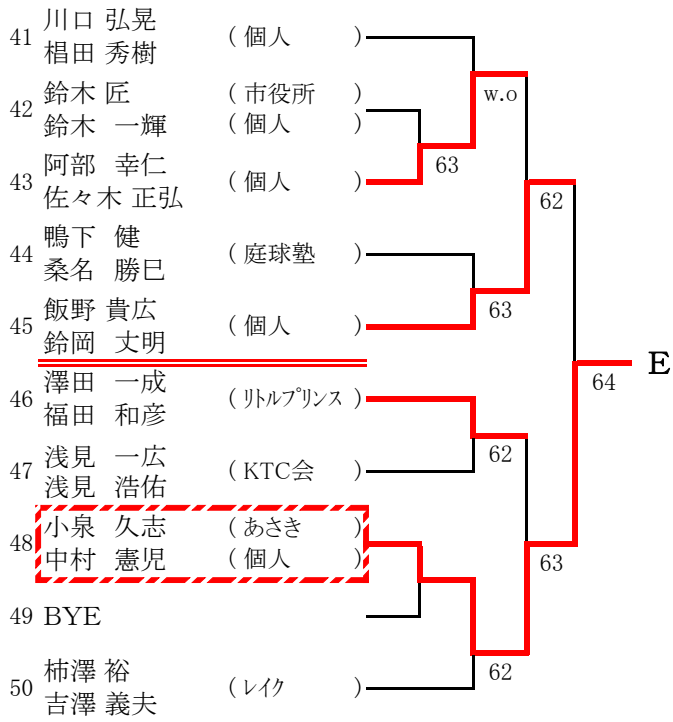 41 川口 弘晃 (個人 )
椙田 秀樹
42 鈴木 匠 (市役所 )
鈴木 一輝 (個人 )
43 阿部 幸仁 (個人 )
佐々木 正弘
44 鴨下 健 (庭球塾 )
桑名 勝巳
45 飯野 貴広 (個人 )
鈴岡 丈明
46 澤田 一成 (リトルプリンス )
福田 和彦
47 浅見 一広 (KTC会 )
浅見 浩佑
48 小泉 久志 (あさき )
中村 憲児 (個人 )
49 BYE
50 柿澤 裕 (レイク )
吉澤 義夫
w.o
63
62
63
64
E
62
63
62